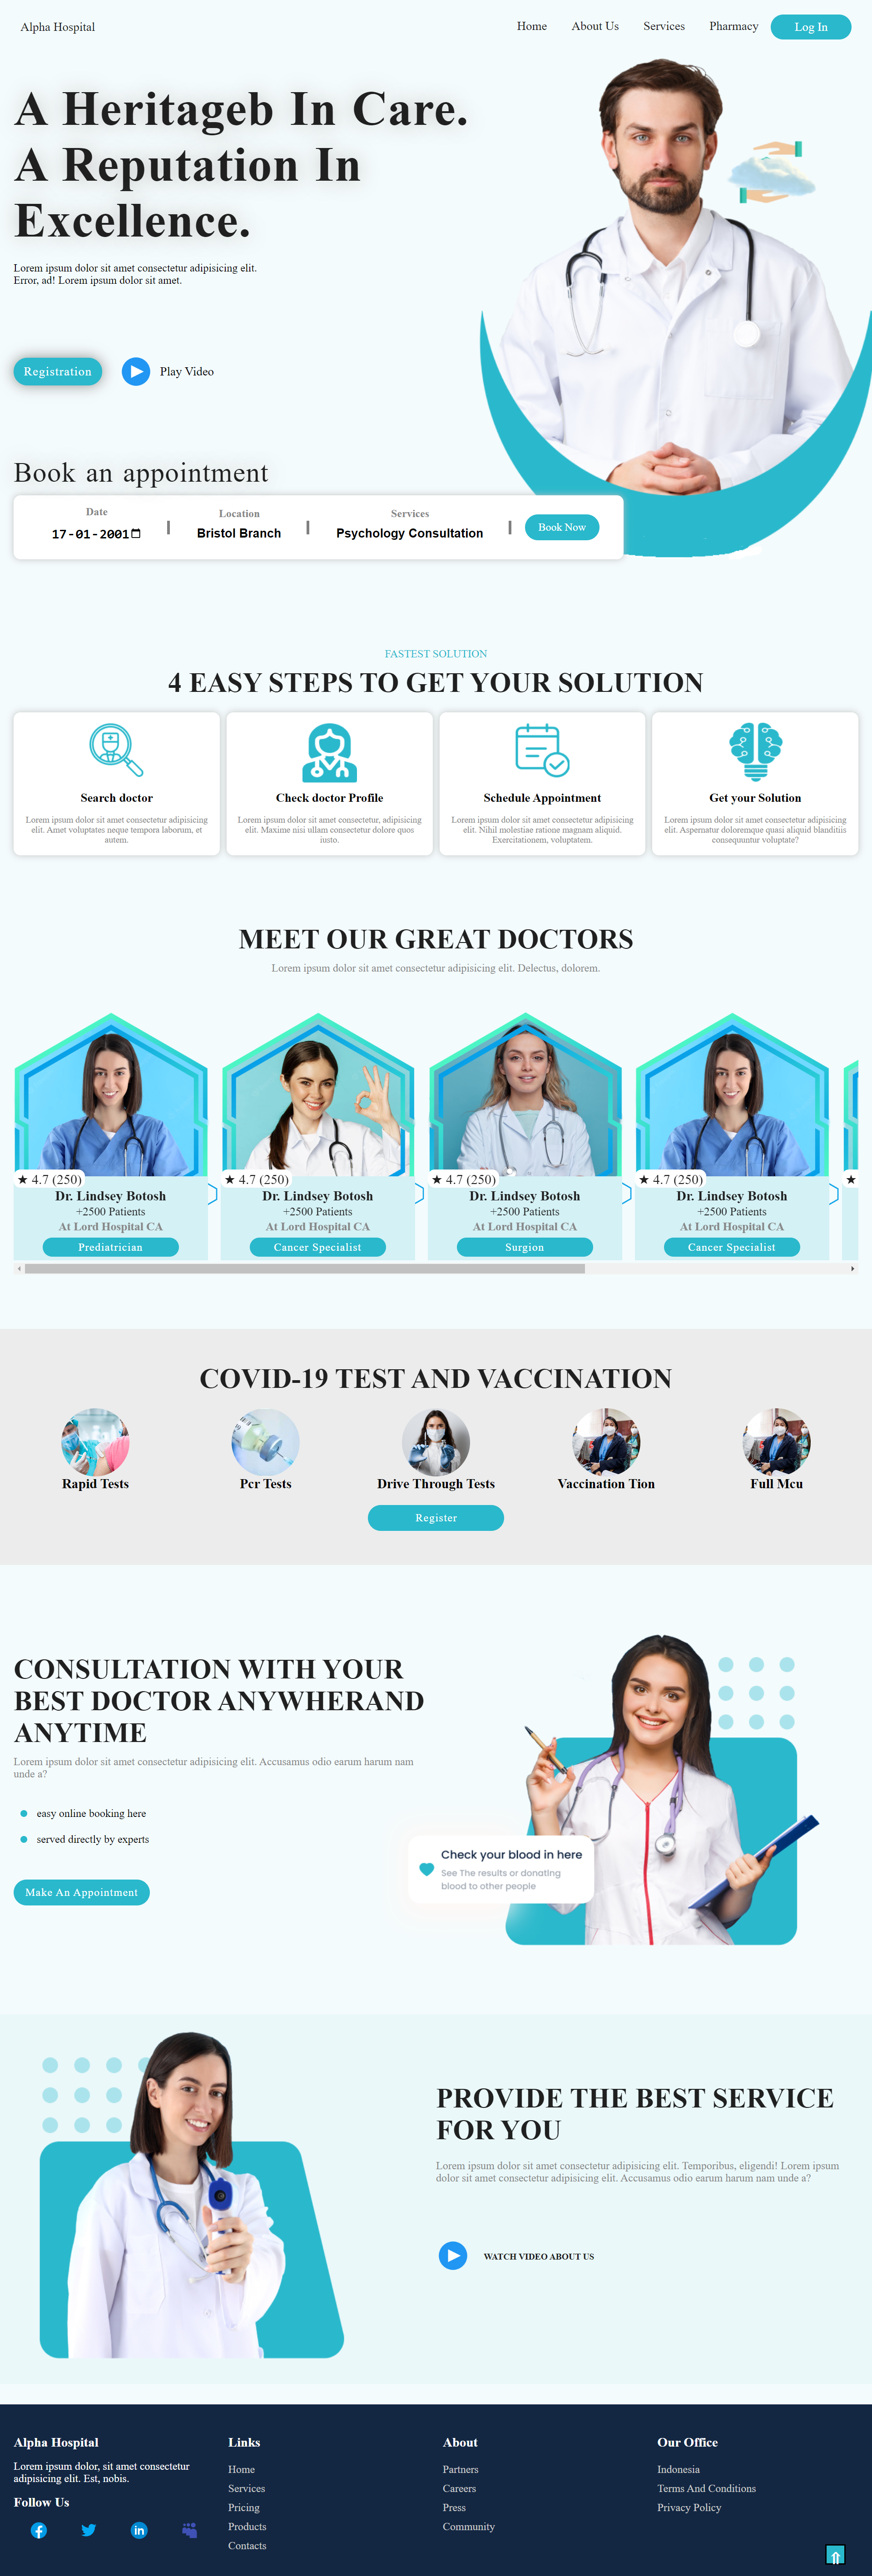 Alpha Hospital
Home
About Us
Services
Pharmacy
Log In
A Heritageb In Care.
A Reputation In
Excellence.
Lorem ipsum dolor sit amet consectetur adipisicing elit.
Error, ad! Lorem ipsum dolor sit amet.
Registration
Play Video
Book an appointment
Date
Location
Services
17-01-2001
Bristol Branch
Psychology Consultation
Book Now
FASTEST SOLUTION
4 EASY STEPS TO GET YOUR SOLUTION
Search doctor
Lorem ipsum dolor sit amet consectetur adipisicing
elit. Amet voluptates neque tempora laborum, et
autem.
Check doctor Profile
Lorem ipsum dolor sit amet consectetur, adipisicing
elit. Maxime nisi ullam consectetur dolore quos
iusto.
Schedule Appointment
Lorem ipsum dolor sit amet consectetur adipisicing
elit. Nihil molestiae ratione magnam aliquid.
Exercitationem, voluptatem.
Get your Solution
Lorem ipsum dolor sit amet consectetur adipisicing
elit. Aspernatur doloremque quasi aliquid blanditiis
consequuntur voluptate?
MEET OUR GREAT DOCTORS
Lorem ipsum dolor sit amet consectetur adipisicing elit. Delectus, dolorem.
★ 4.7 (250)
Dr. Lindsey Botosh
+2500 Patients
At Lord Hospital CA
Prediatrician
★ 4.7 (250)
Dr. Lindsey Botosh
+2500 Patients
At Lord Hospital CA
Cancer Specialist
★ 4.7 (250)
Dr. Lindsey Botosh
+2500 Patients
At Lord Hospital CA
Surgion
★ 4.7 (250)
Dr. Lindsey Botosh
+2500 Patients
At Lord Hospital CA
Cancer Specialist
★
COVID-19 TEST AND VACCINATION
Rapid Tests
Pcr Tests
Drive Through Tests
Vaccination Tion
Full Mcu
Register
CONSULTATION WITH YOUR
BEST DOCTOR ANYWHERAND
ANYTIME
Lorem ipsum dolor sit amet consectetur adipisicing elit. Accusamus odio earum harum nam
unde a?
easy online booking here
served directly by experts
Make An Appointment
Check your blood in here
See The results or donating
blood to other people
PROVIDE THE BEST SERVICE
FOR YOU
Lorem ipsum dolor sit amet consectetur adipisicing elit. Temporibus, eligendi! Lorem ipsum
dolor sit amet consectetur adipisicing elit. Accusamus odio earum harum nam unde a?
WATCH VIDEO ABOUT US
Alpha Hospital
Lorem ipsum dolor, sit amet consectetur
adipisicing elit. Est, nobis.
Follow Us
in
Links
Home
Services
Pricing
Products
Contacts
About
Partners
Careers
Press
Community
Our Office
Indonesia
Terms And Conditions
Privacy Policy
⇑